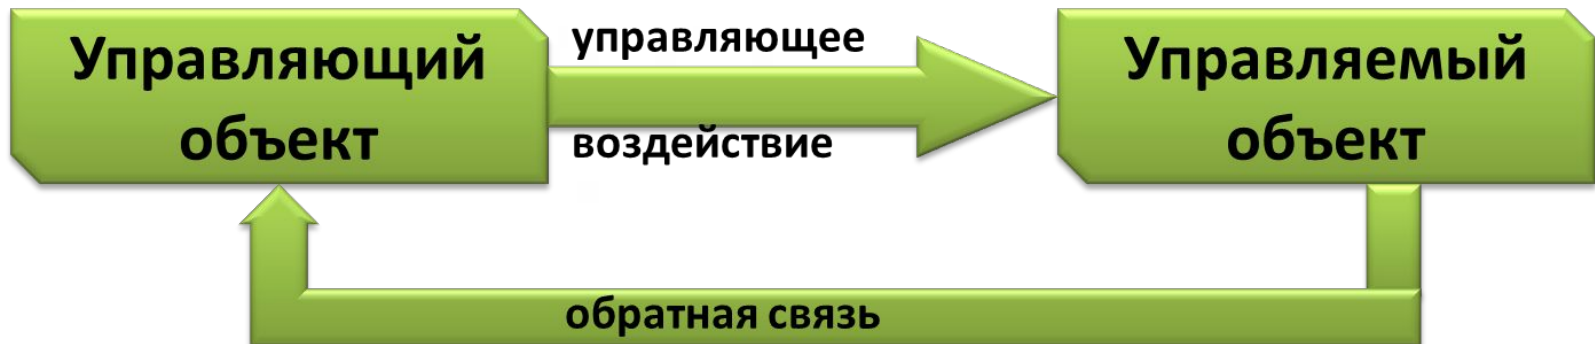 Управляющий
объект
управляющее
воздействие
Управляемый
объект
обратная связь